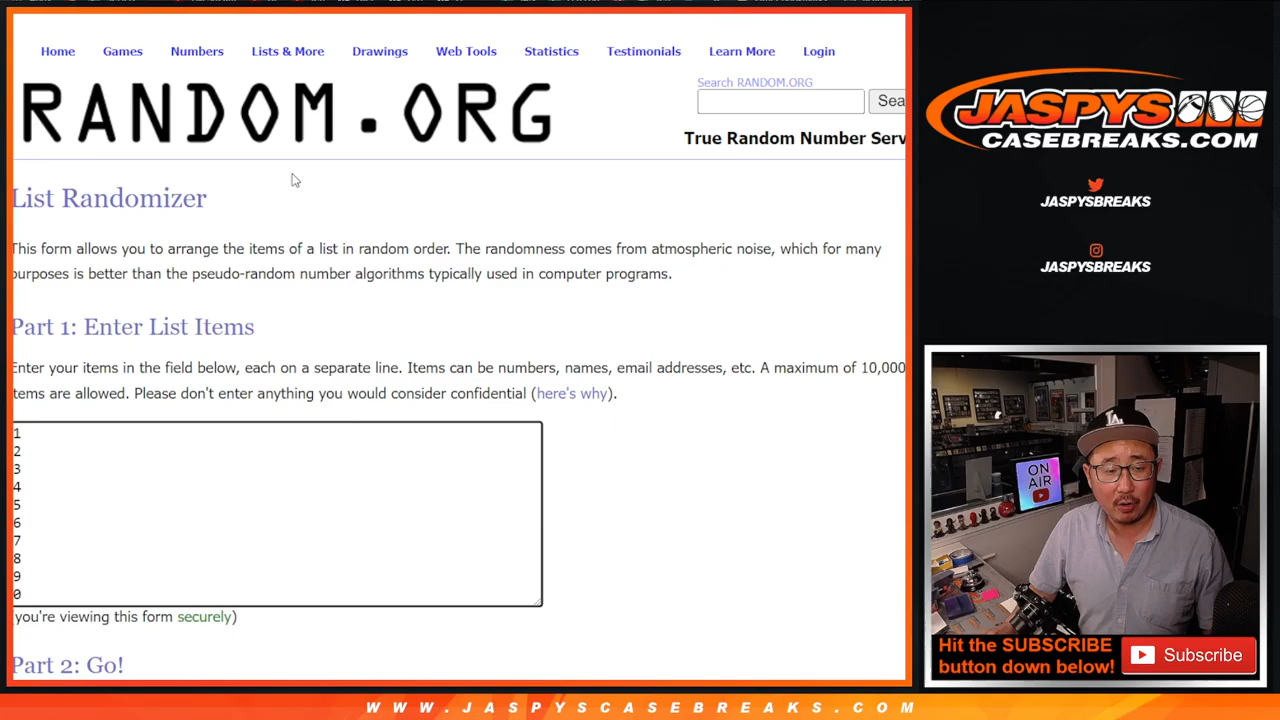 Home Games Numbers Lists & More Drawings Web Tools Statistics Testimonials Learn More Login
RANDOM.ORG
Search RANDOM.ORG
Sea
True Random Number Serv
List Randomizer
This form allows you to arrange the items of a list in random order. The randomness comes from atmospheric noise, which for many
purposes is better than the pseudo-random number algorithms typically used in computer programs.
Part 1: Enter List Items
Enter your items in the field below, each on a separate line. Items can be numbers, names, email addresses, etc. A maximum of 10,000
items are allowed. Please don't enter anything you would consider confidential (here's why).
1
2
3
4
5
6
7
8
9
0
(you're viewing this form securely)
Part 2: Go!
JASPYS
CASEBREAKS.COM
JASPYSBREAKS
JASPYSBREAKS
ON
AIR
LA
Hit the SUBSCRIBE
button down below!
Subscribe
WWW.JASPYSCASEBREAKS.COM